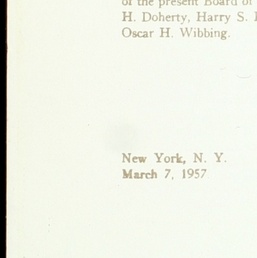 of the present Board of
H. Doherty, Harry S.
Oscar H. Wibbing.
New York, N. Y.
March 7, 1957